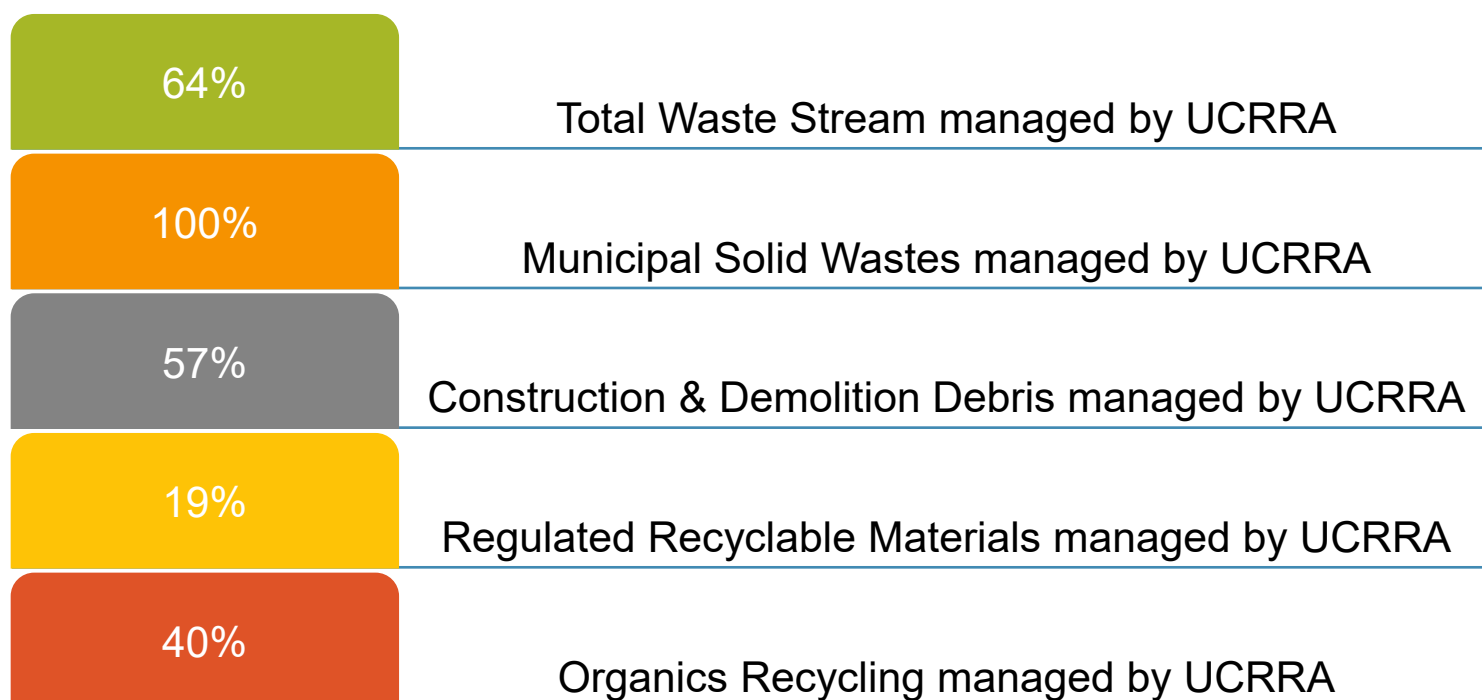 64%
Total Waste Stream managed by UCRRA
100%
Municipal Solid Wastes managed by UCRRA
57%
Construction & Demolition Debris managed by UCRRA
19%
Regulated Recyclable Materials managed by UCRRA
40%
Organics Recycling managed by UCRRA